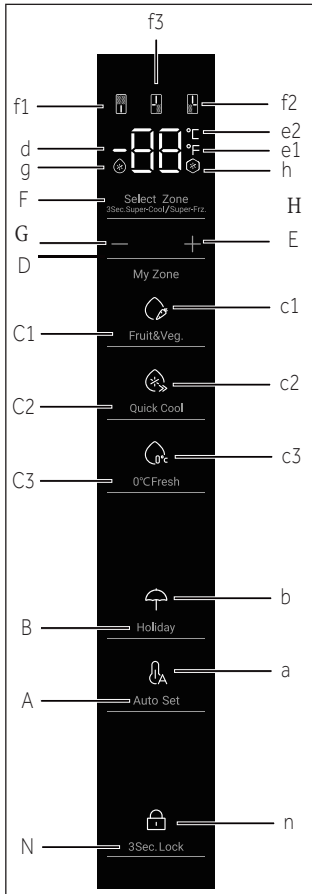 f3
f1 f2
-88 °C e2
d °F e1
g h
F Select Zone H
3Sec.Super-Cool/Super-Frz.
G — + E
D
My Zone
c1
C1 Fruit&Veg.
c2
C2 Quick Cool
0°c c3
C3 0°CFresh
b
B Holiday
A a
A Auto Set
n
N 3Sec.Lock